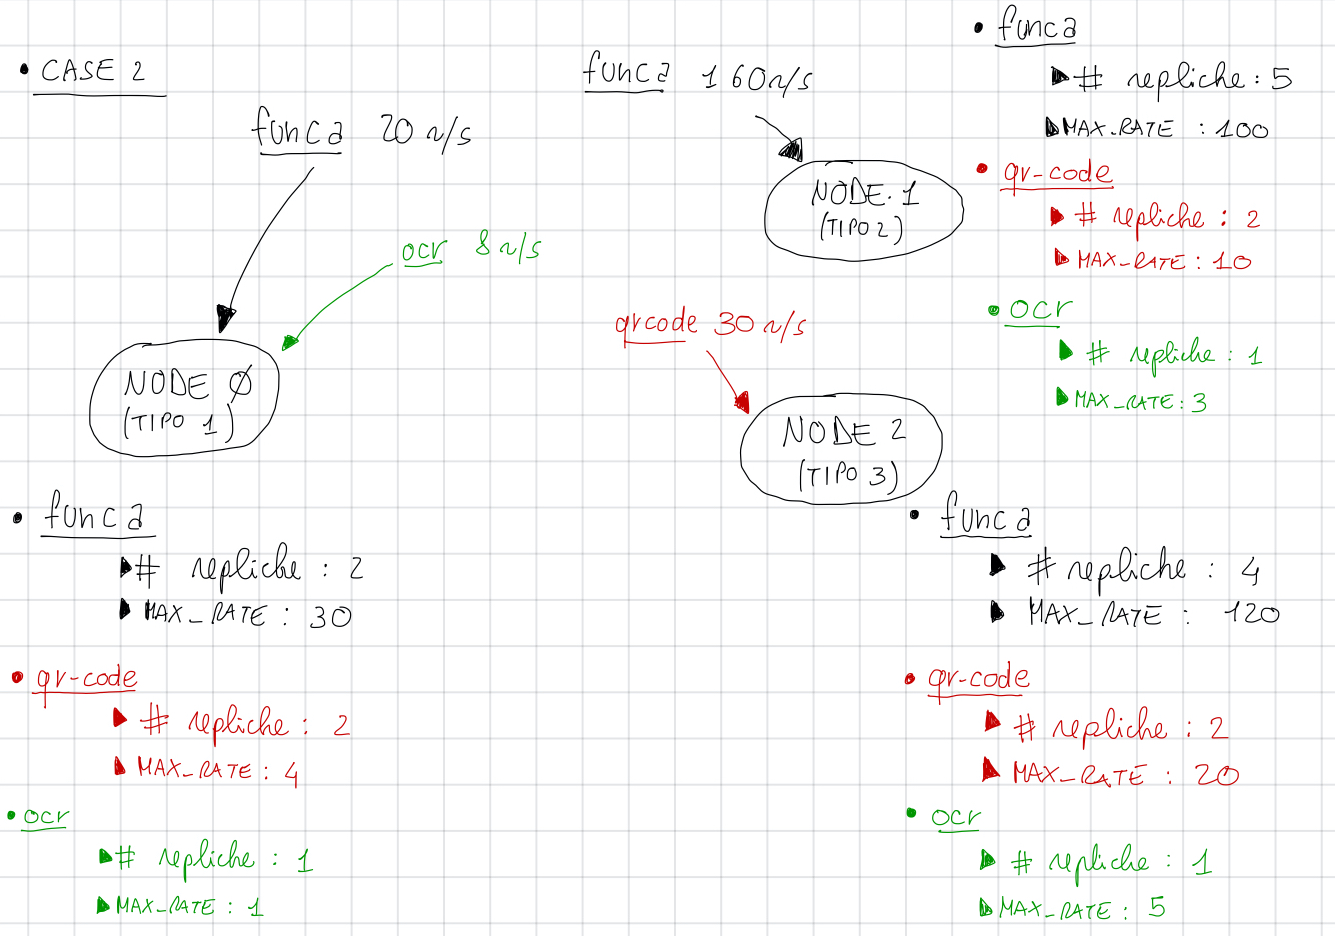 • CASE 2
funca 20 r/s
ocr 8 r/s
NODE Ø
(TIPO 1)
• funca
# repliche : 2
MAX_RATE : 30
• qr-code
# repliche : 2
MAX_RATE : 4
• ocr
# repliche : 1
MAX_RATE : 1
funca 160 r/s
NODE 1
(TIPO 2)
• funca
# repliche : 5
MAX_RATE : 100
• qr-code
# repliche : 2
MAX_RATE : 10
• ocr
# repliche : 1
MAX_RATE : 3
qrcode 30 r/s
NODE 2
(TIPO 3)
• funca
# repliche : 4
MAX_RATE : 120
• qr-code
# repliche : 2
MAX_RATE : 20
• ocr
# repliche : 1
MAX_RATE : 5